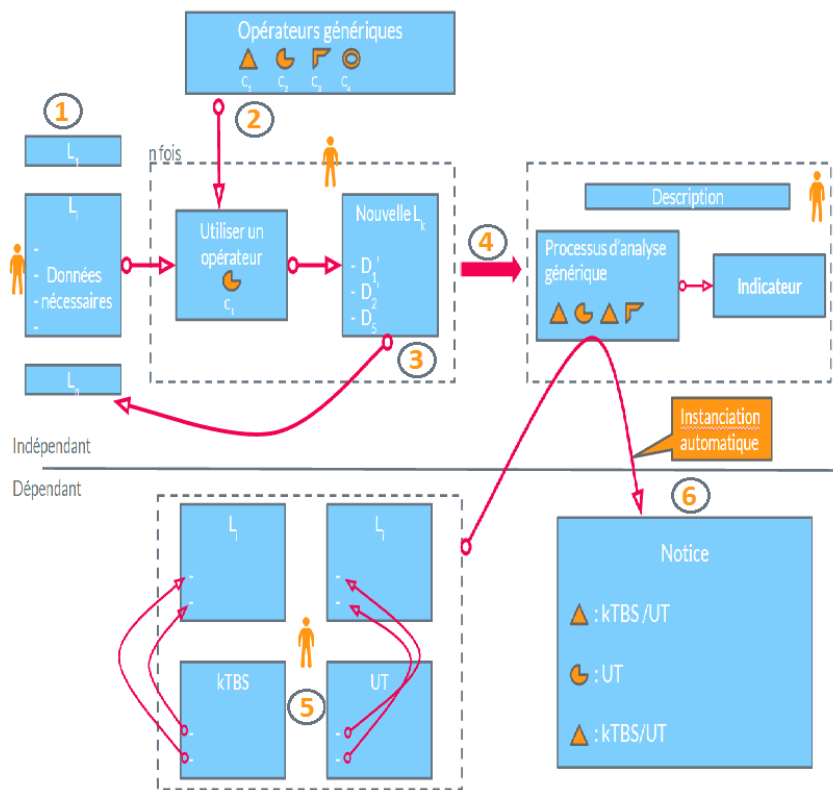 Opérateurs génériques
C1 C2 C3 C4
1
2
L1
n fois
Li
-
- Données
- nécessaires
-
Utiliser un
opérateur
C1
Nouvelle Lk
- D1'
- D2
- D5
3
Ln
4
Description
Processus d'analyse
générique
Indicateur
Instanciation
automatique
Indépendant
Dépendant
Li
-
-
Li
-
-
kTBS
-
-
5
UT
-
-
6
Notice
: kTBS /UT
: UT
: kTBS/UT